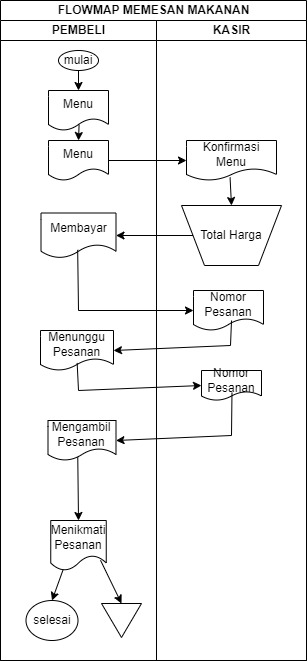 FLOWMAP MEMESAN MAKANAN
PEMBELI
KASIR
mulai
Menu
Menu
Konfirmasi
Menu
Membayar
Total Harga
Nomor
Pesanan
Menunggu
Pesanan
Nomor
Pesanan
Mengambil
Pesanan
Menikmati
Pesanan
selesai